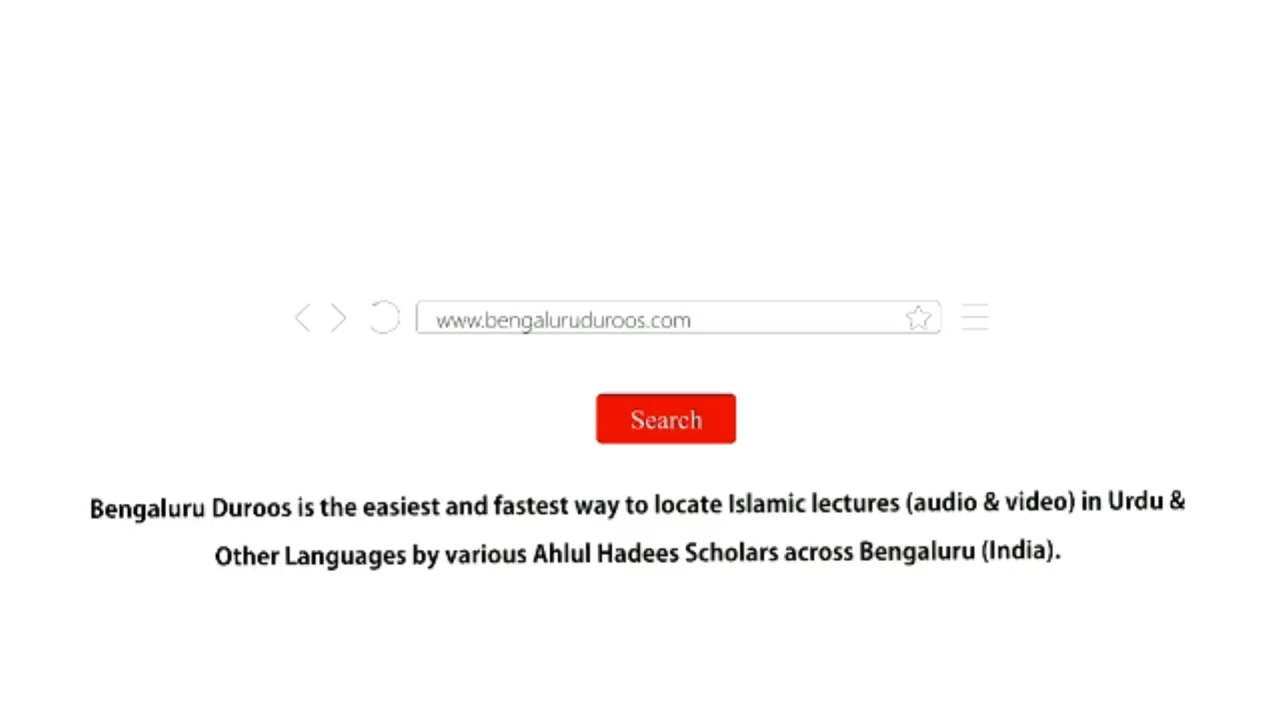 www.bengaluruduroos.com
Search
Bengaluru Duroos is the easiest and fastest way to locate Islamic lectures (audio & video) in Urdu &
Other Languages by various Ahlul Hadees Scholars across Bengaluru (India).